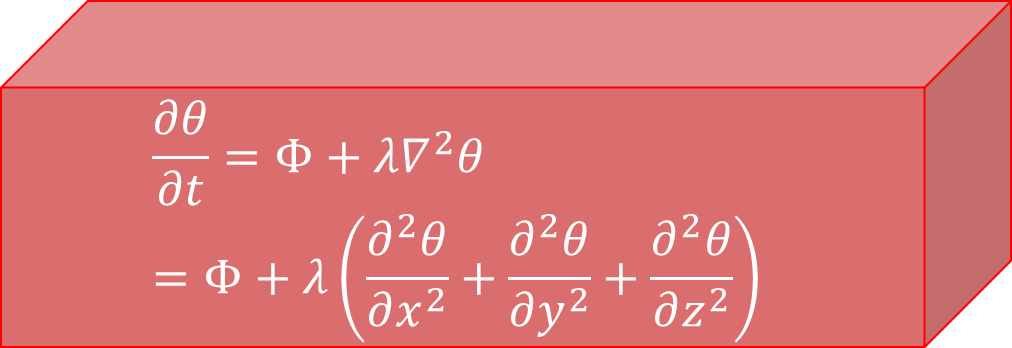 ∂θ/∂t = Φ + λ∇²θ
= Φ + λ(∂²θ/∂x² + ∂²θ/∂y² + ∂²θ/∂z²)